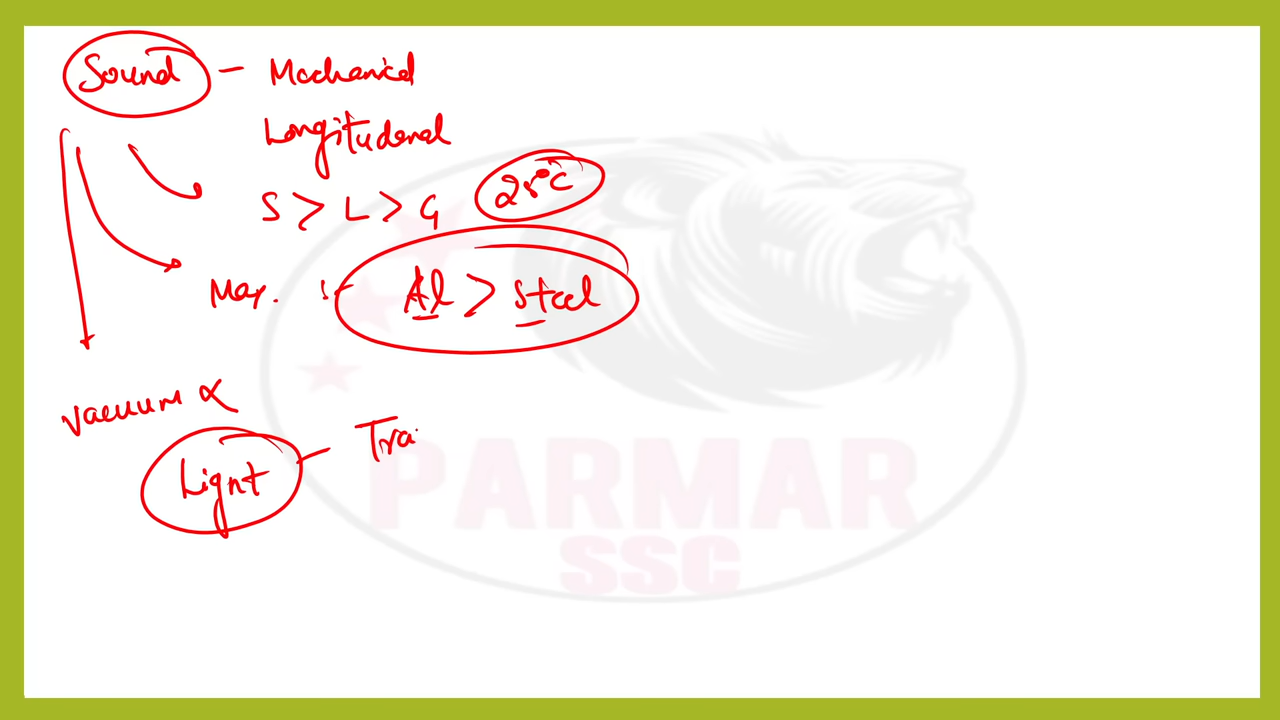 Sound - Mechanical
Longitudenal
S > L > G 25°C
Max. :- Al > Steel
Vacuum ×
Light - Tra
PARMAR
SSC